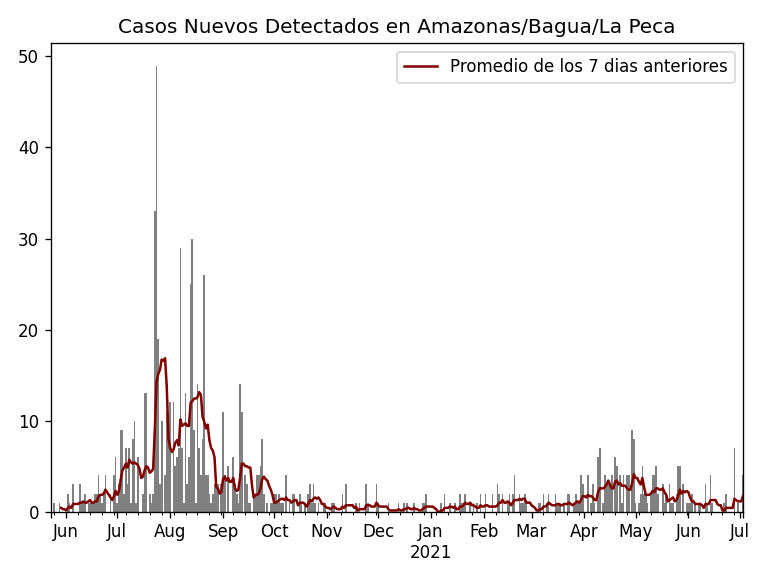 Casos Nuevos Detectados en Amazonas/Bagua/La Peca
Promedio de los 7 dias anteriores
50
40
30
20
10
0
Jun Jul Aug Sep Oct Nov Dec Jan Feb Mar Apr May Jun Jul
2021